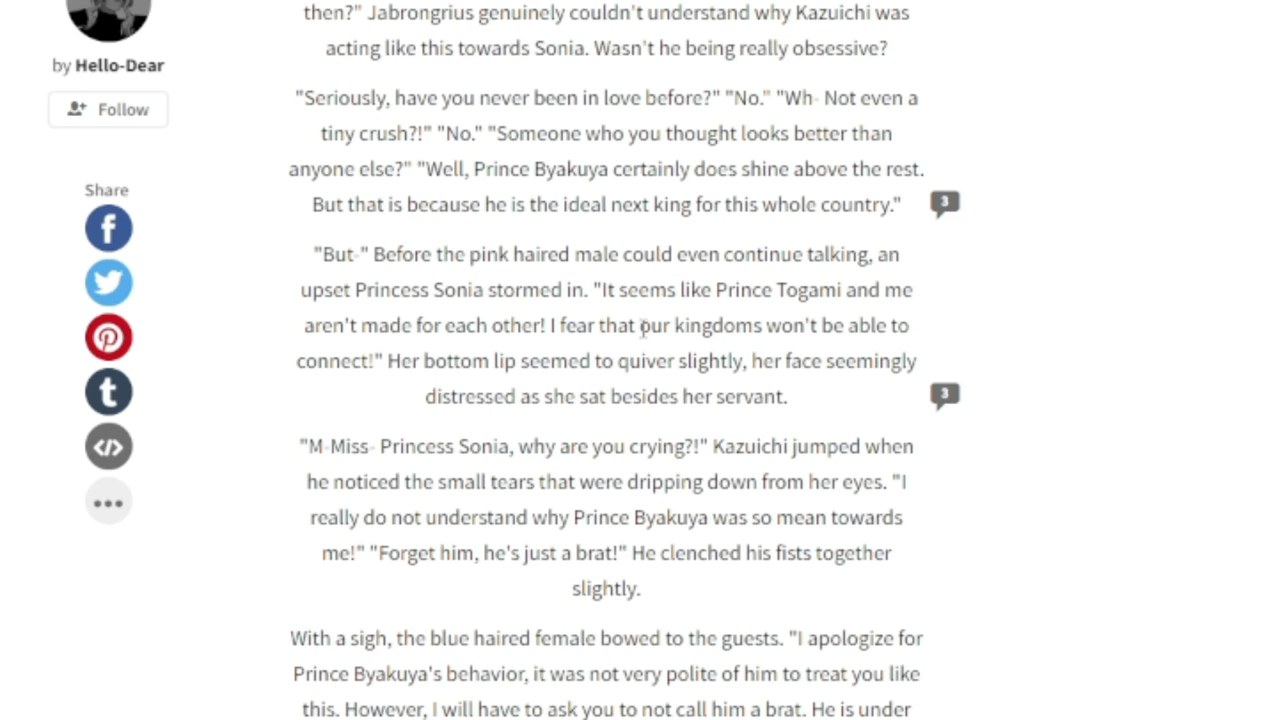 then?" Jabrongrius genuinely couldn't understand why Kazuichi was
acting like this towards Sonia. Wasn't he being really obsessive?
by Hello-Dear
Follow
Share
"Seriously, have you never been in love before?" "No." "Wh- Not even a
tiny crush?!" "No." "Someone who you thought looks better than
anyone else?" "Well, Prince Byakuya certainly does shine above the rest.
But that is because he is the ideal next king for this whole country."
3
"But-" Before the pink haired male could even continue talking, an
upset Princess Sonia stormed in. "It seems like Prince Togami and me
aren't made for each other! I fear that our kingdoms won't be able to
connect!" Her bottom lip seemed to quiver slightly, her face seemingly
distressed as she sat besides her servant.
3
"M-Miss- Princess Sonia, why are you crying?!" Kazuichi jumped when
he noticed the small tears that were dripping down from her eyes. "I
really do not understand why Prince Byakuya was so mean towards
me!" "Forget him, he's just a brat!" He clenched his fists together
slightly.
With a sigh, the blue haired female bowed to the guests. "I apologize for
Prince Byakuya's behavior, it was not very polite of him to treat you like
this. However, I will have to ask you to not call him a brat. He is under